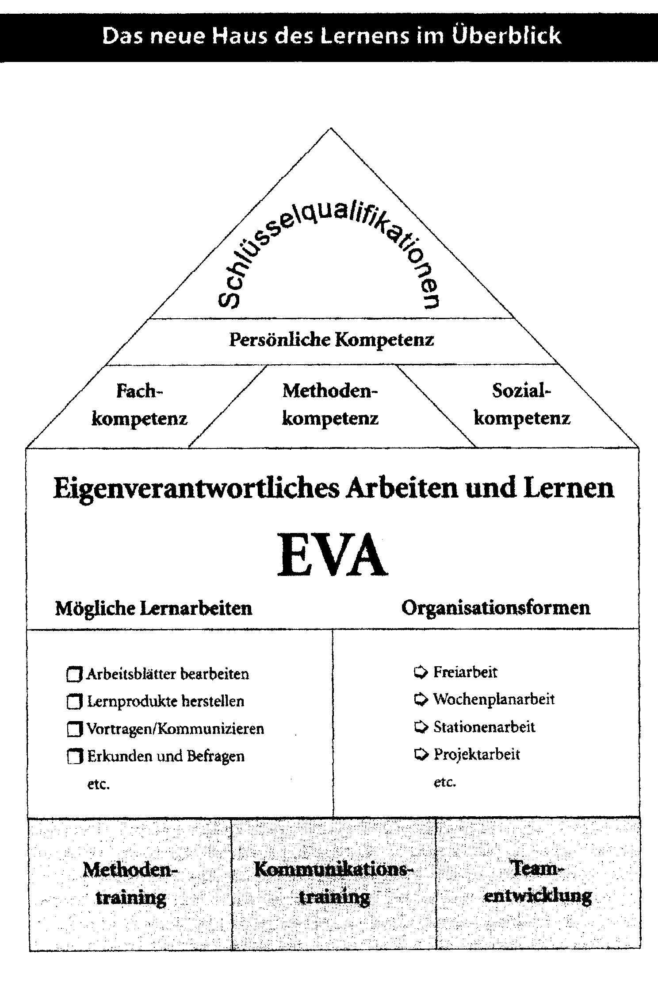 Das neue Haus des Lernens im Überblick
Schlüsselqualifikationen
Persönliche Kompetenz
Fach-
kompetenz
Methoden-
kompetenz
Sozial-
kompetenz
Eigenverantwortliches Arbeiten und Lernen
EVA
Mögliche Lernarbeiten
Organisationsformen
❒ Arbeitsblätter bearbeiten
❒ Lernprodukte herstellen
❒ Vortragen/Kommunizieren
❒ Erkunden und Befragen
etc.
➪ Freiarbeit
➪ Wochenplanarbeit
➪ Stationenarbeit
➪ Projektarbeit
etc.
Methoden-
training
Kommunikations-
training
Team-
entwicklung